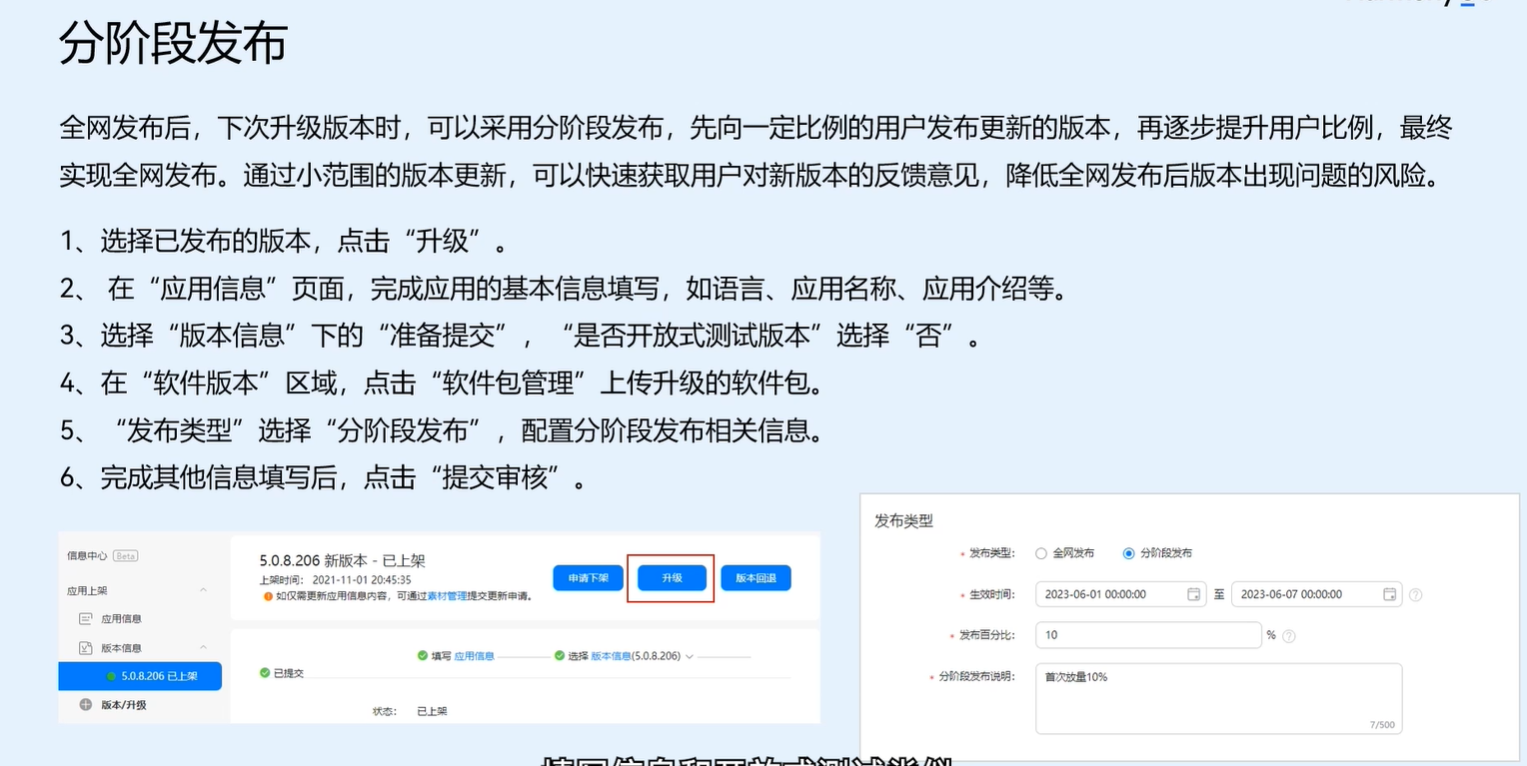 分阶段发布
全网发布后，下次升级版本时，可以采用分阶段发布，先向一定比例的用户发布更新的版本，再逐步提升用户比例，最终
实现全网发布。通过小范围的版本更新，可以快速获取用户对新版本的反馈意见，降低全网发布后版本出现问题的风险。
1、选择已发布的版本，点击“升级”。
2、 在“应用信息”页面，完成应用的基本信息填写，如语言、应用名称、应用介绍等。
3、选择“版本信息”下的“准备提交”，“是否开放式测试版本”选择“否”。
4、在“软件版本”区域，点击“软件包管理”上传升级的软件包。
5、 “发布类型”选择“分阶段发布”，配置分阶段发布相关信息。
6、完成其他信息填写后，点击“提交审核”。
信息中心 Beta
应用上架
应用信息
版本信息
5.0.8.206 已上架
版本/升级
5.0.8.206 新版本 - 已上架
上架时间： 2021-11-01 20:45:35
如仅需更新应用信息内容，可通过素材管理提交更新申请。
申请下架 升级 版本回退
填写 应用信息 选择 版本信息(5.0.8.206)
已提交
状态： 已上架
发布类型
* 发布类型： 全网发布 分阶段发布
* 生效时间： 2023-06-01 00:00:00 至 2023-06-07 00:00:00
* 发布百分比： 10 %
* 分阶段发布说明： 首次放量10%
7/500